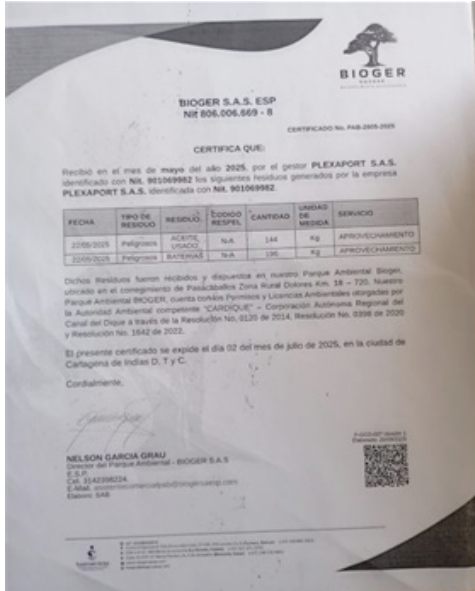 BIOGER
BIOGER S.A.S. ESP
Nit 806.006.669 - 8
CERTIFICADO No. PAB-2805-2025
CERTIFICA QUE:
Recibió en el mes de mayo del año 2025, por el gestor PLEXAPORT S.A.S.
identificado con Nit. 901069982 los siguientes residuos generados por la empresa
PLEXAPORT S.A.S. identificada con Nit. 901069982.
FECHA TIPO DE RESIDUO RESIDUO CODIGO RESPEL CANTIDAD UNIDAD DE MEDIDA SERVICIO
22/05/2025 Peligrosos ACEITE USADO N-A 144 Kg APROVECHAMIENTO
22/05/2025 Peligrosos BATERIAS N-A 195 Kg APROVECHAMIENTO
Dichos Residuos fueron recibidos y dispuestos en nuestro Parque Ambiental Bioger,
ubicado en el corregimiento de Pasacaballos Zona Rural Dolores Km. 18 – 720. Nuestro
Parque Ambiental BIOGER, cuenta con los Permisos y Licencias Ambientales otorgadas por
la Autoridad Ambiental competente "CARDIQUE" – Corporación Autónoma Regional del
Canal del Dique a través de la Resolución No. 0120 de 2014, Resolución No. 0398 de 2020
y Resolución No. 1642 de 2022.
El presente certificado se expide el día 02 del mes de julio de 2025, en la ciudad de
Cartagena de Indias D. T y C.
Cordialmente,
NELSON GARCIA GRAU
Director del Parque Ambiental - BIOGER S.A.S
E.S.P.
Cel. 3142398224
E-Mail.
Elaboró: SAB